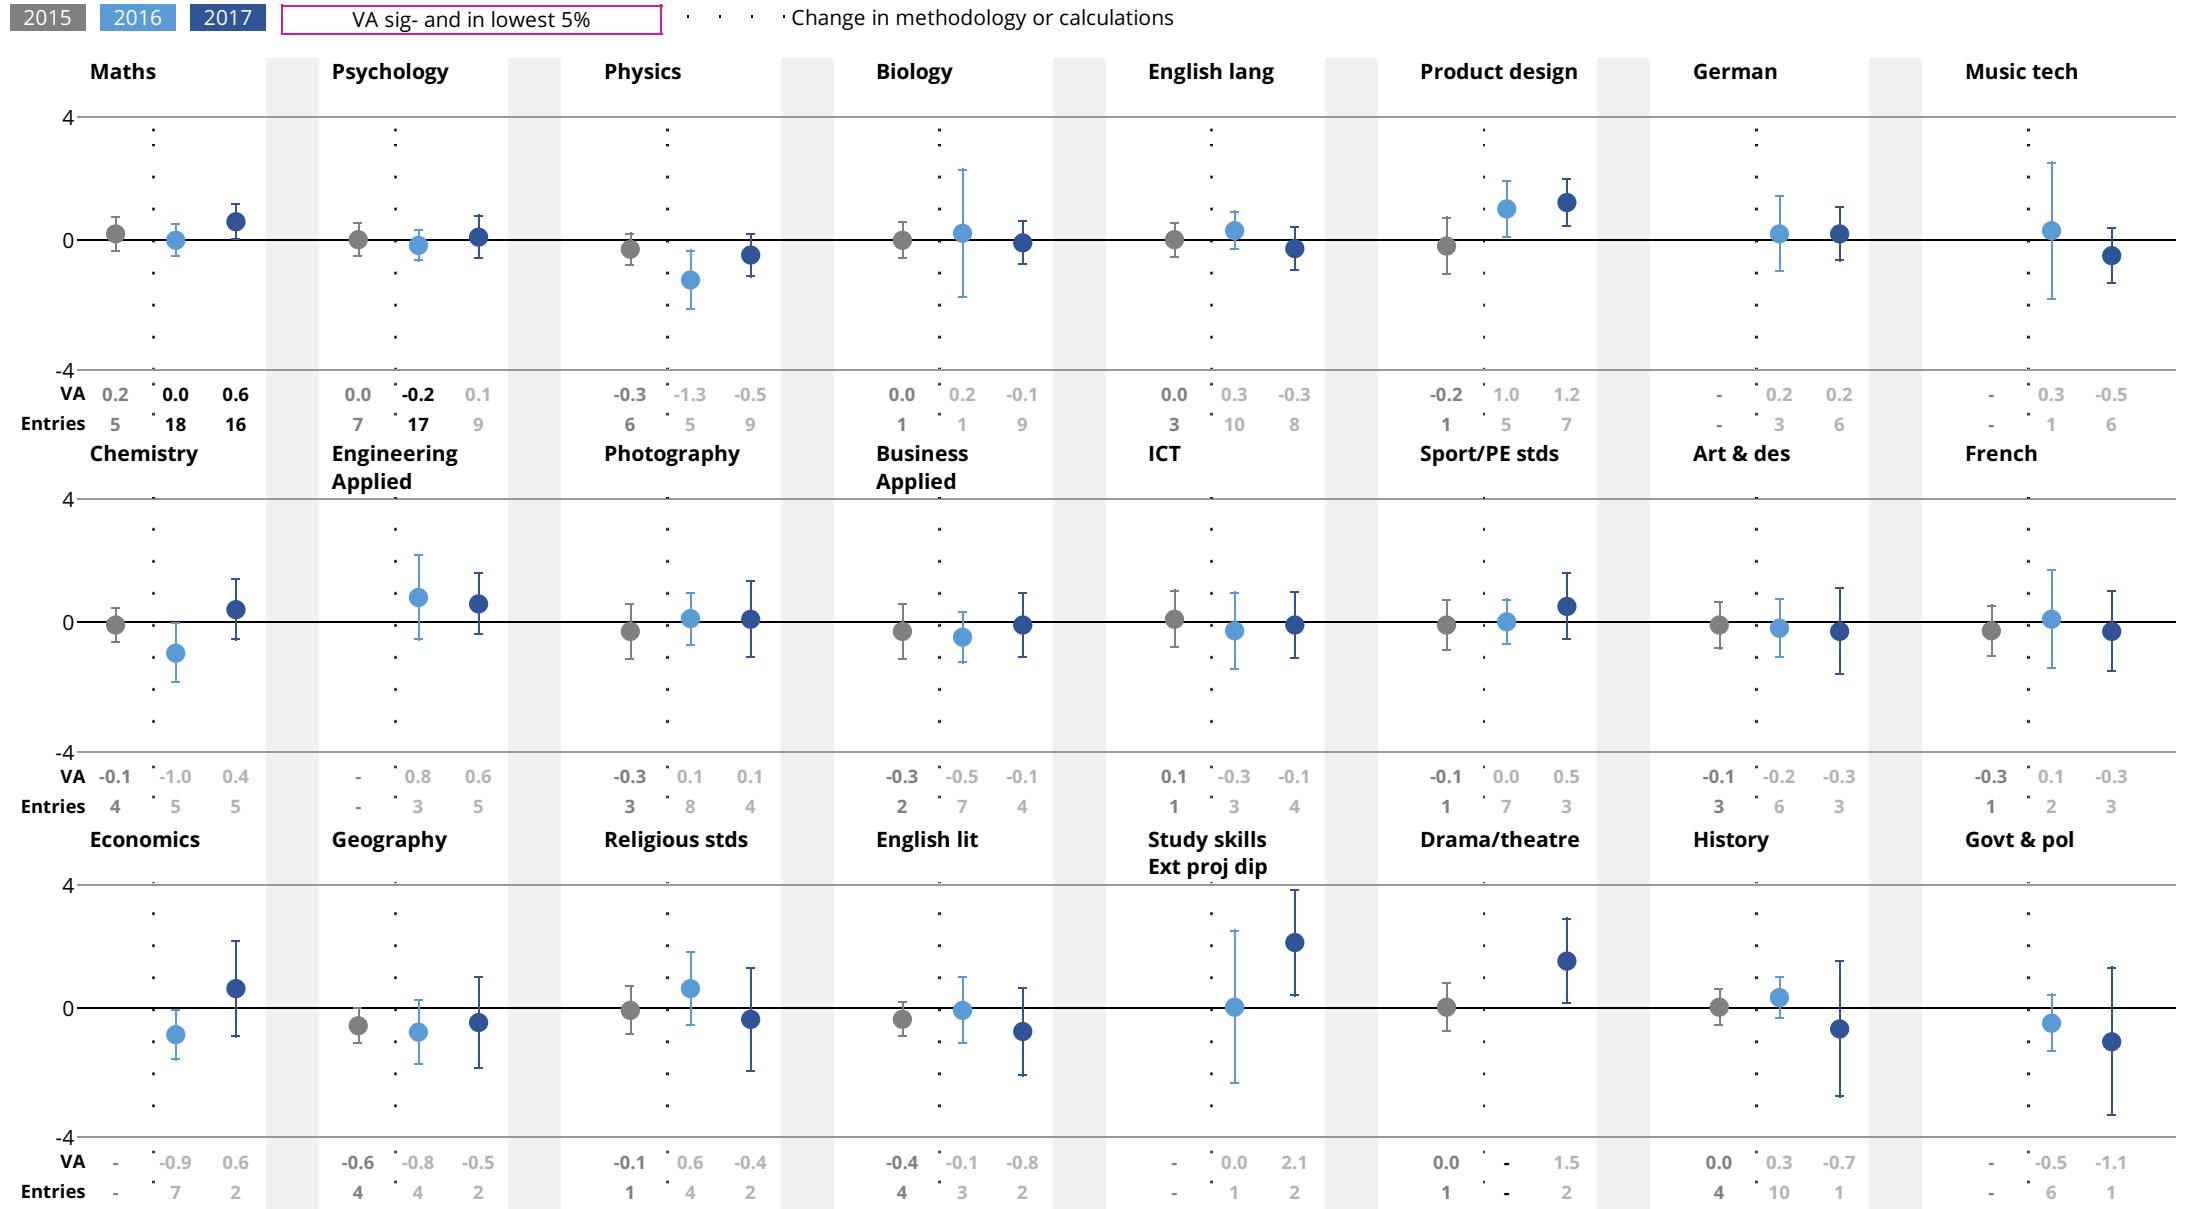 2015 2016 2017 VA sig- and in lowest 5% Change in methodology or calculations
Maths Psychology Physics Biology English lang Product design German Music tech
4
0
-4
VA 0.2 0.0 0.6 0.0 -0.2 0.1 -0.3 -1.3 -0.5 0.0 0.2 -0.1 0.0 0.3 -0.3 -0.2 1.0 1.2 - 0.2 0.2 - 0.3 -0.5
Entries 5 18 16 7 17 9 6 5 9 1 1 9 3 10 8 1 5 7 - 3 6 - 1 6
Chemistry Engineering Photography Business ICT Sport/PE stds Art & des French
Applied Applied
4
0
-4
VA -0.1 -1.0 0.4 - 0.8 0.6 -0.3 0.1 0.1 -0.3 -0.5 -0.1 0.1 -0.3 -0.1 -0.1 0.0 0.5 -0.1 -0.2 -0.3 -0.3 0.1 -0.3
Entries 4 5 5 - 3 5 3 8 4 2 7 4 1 3 4 1 7 3 3 6 3 1 2 3
Economics Geography Religious stds English lit Study skills Drama/theatre History Govt & pol
Ext proj dip
4
0
-4
VA - -0.9 0.6 -0.6 -0.8 -0.5 -0.1 0.6 -0.4 -0.4 -0.1 -0.8 - 0.0 2.1 0.0 - 1.5 0.0 0.3 -0.7 - -0.5 -1.1
Entries - 7 2 4 4 2 1 4 2 4 3 2 - 1 2 1 - 2 4 10 1 - 6 1